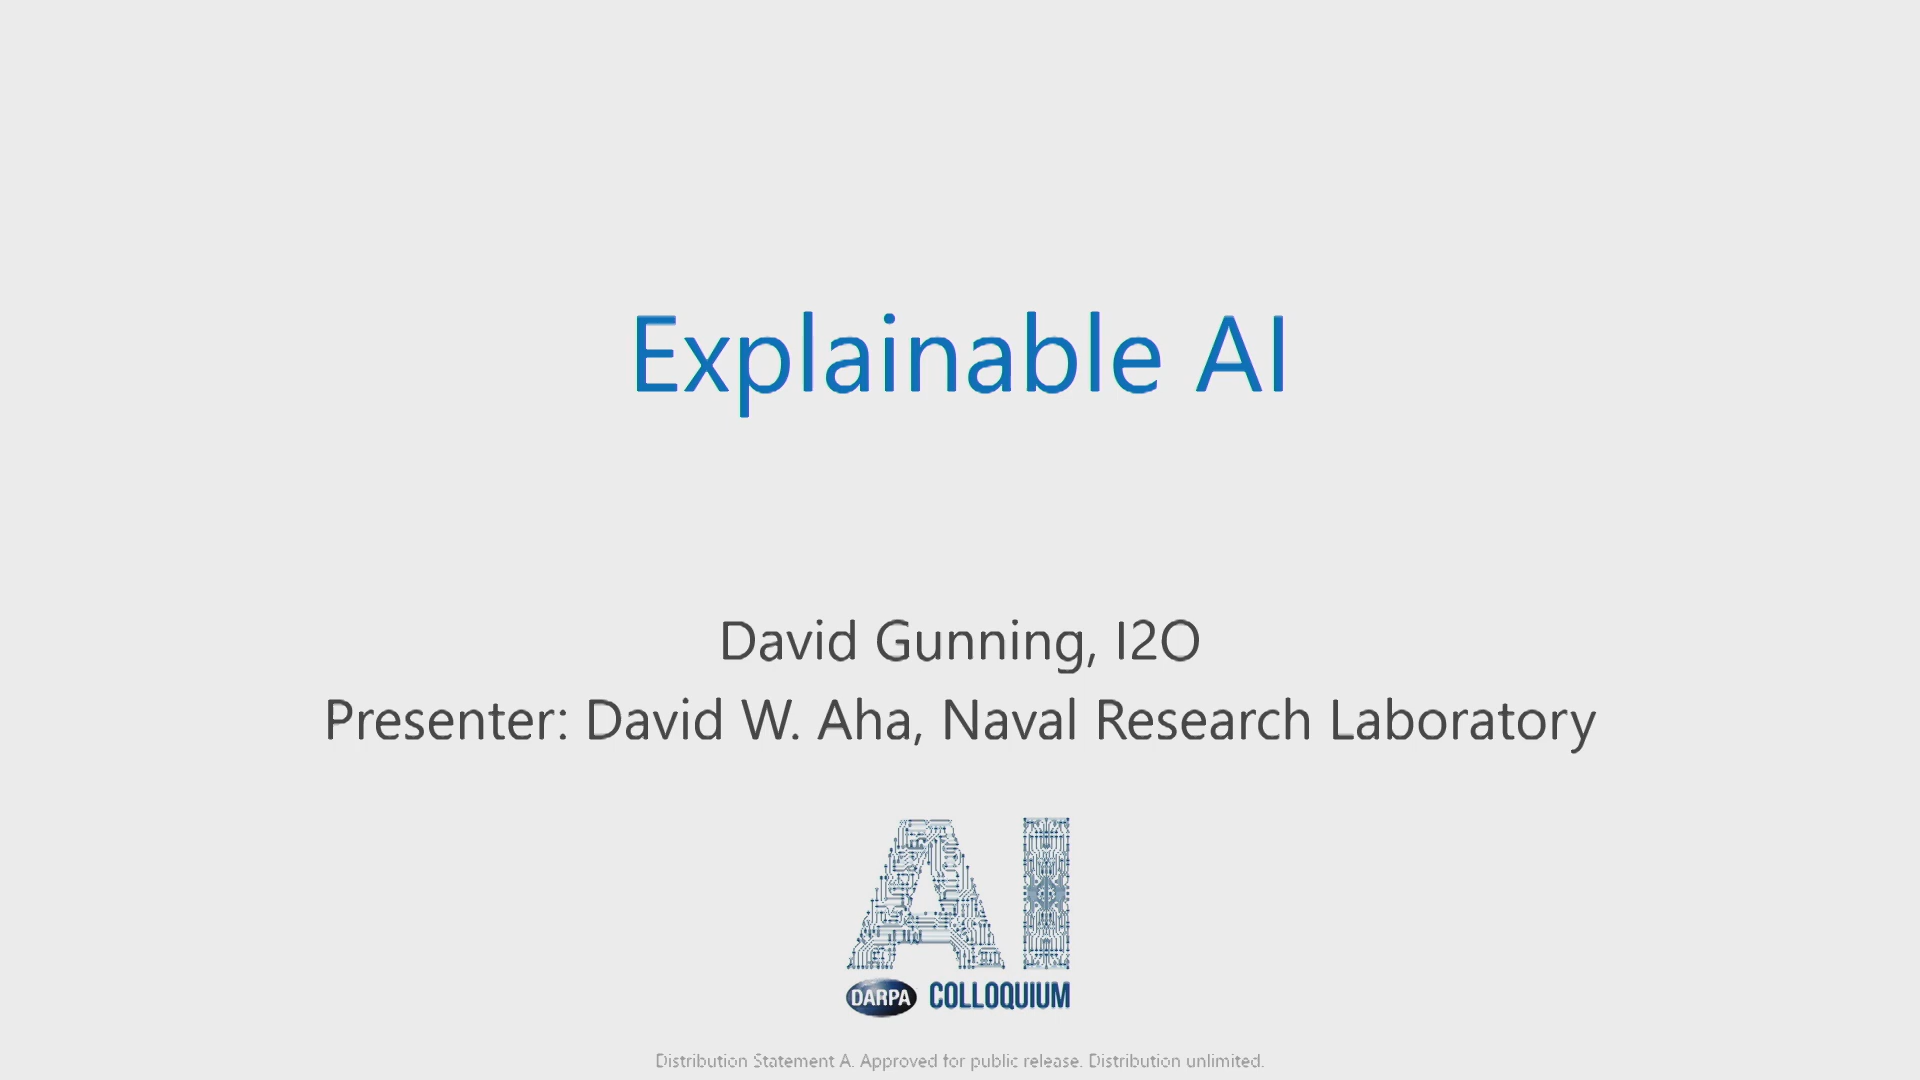 Explainable AI
David Gunning, I2O
Presenter: David W. Aha, Naval Research Laboratory
AI
DARPA COLLOQUIUM
Distribution Statement A. Approved for public release. Distribution unlimited.